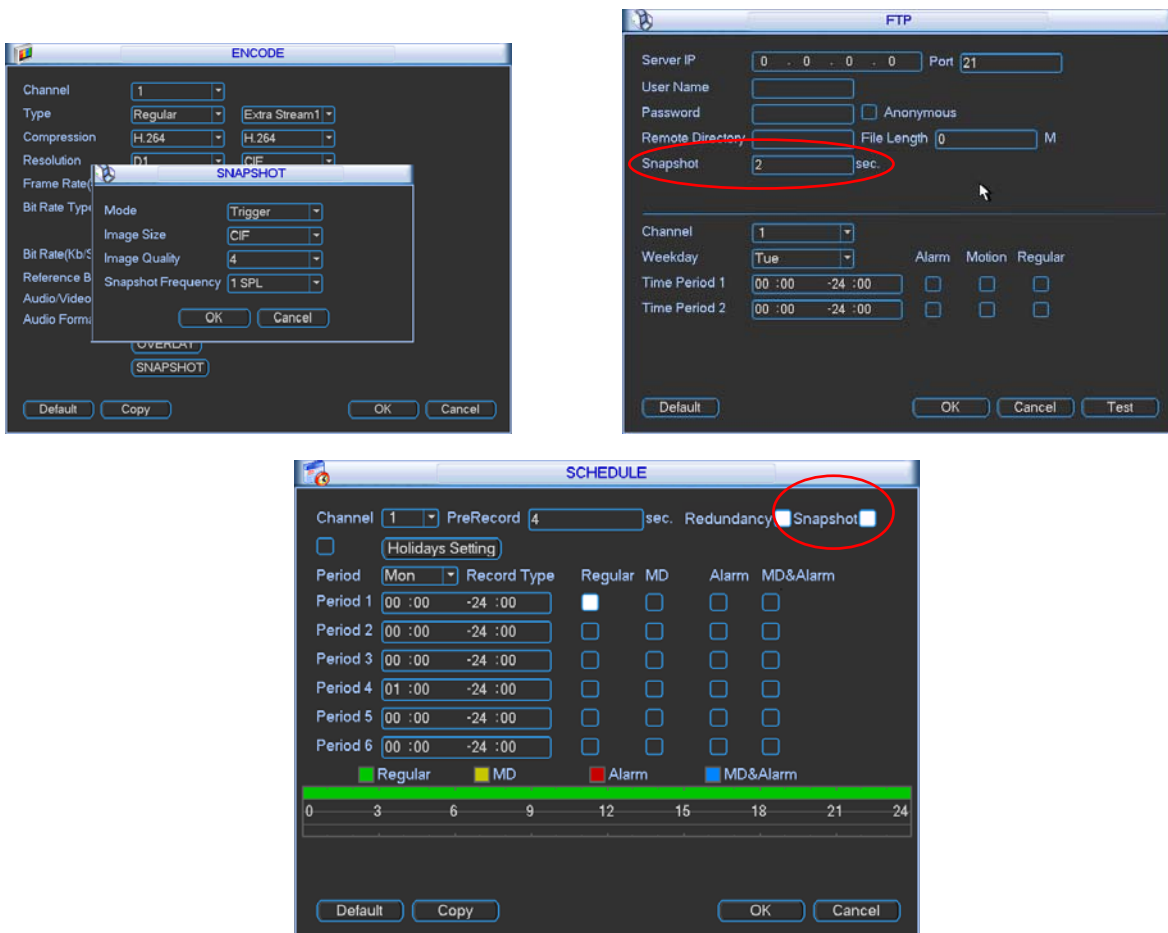 ENCODE
Channel 1
Type Regular Extra Stream1
Compression H.264 H.264
Resolution D1 CIF
Frame Rate(
Bit Rate Type
Bit Rate(Kb/S
Reference B
Audio/Video
Audio Forma
SNAPSHOT
Mode Trigger
Image Size CIF
Image Quality 4
Snapshot Frequency 1 SPL
OK Cancel
OVERLAY
SNAPSHOT
Default Copy OK Cancel
FTP
Server IP 0 . 0 . 0 . 0 Port 21
User Name
Password Anonymous
Remote Directory File Length 0 M
Snapshot 2 sec.
Channel 1
Weekday Tue Alarm Motion Regular
Time Period 1 00 :00 -24 :00
Time Period 2 00 :00 -24 :00
Default OK Cancel Test
SCHEDULE
Channel 1 PreRecord 4 sec. Redundancy Snapshot
Holidays Setting
Period Mon Record Type Regular MD Alarm MD&Alarm
Period 1 00 :00 -24 :00
Period 2 00 :00 -24 :00
Period 3 00 :00 -24 :00
Period 4 01 :00 -24 :00
Period 5 00 :00 -24 :00
Period 6 00 :00 -24 :00
Regular MD Alarm MD&Alarm
0 3 6 9 12 15 18 21 24
Default Copy OK Cancel